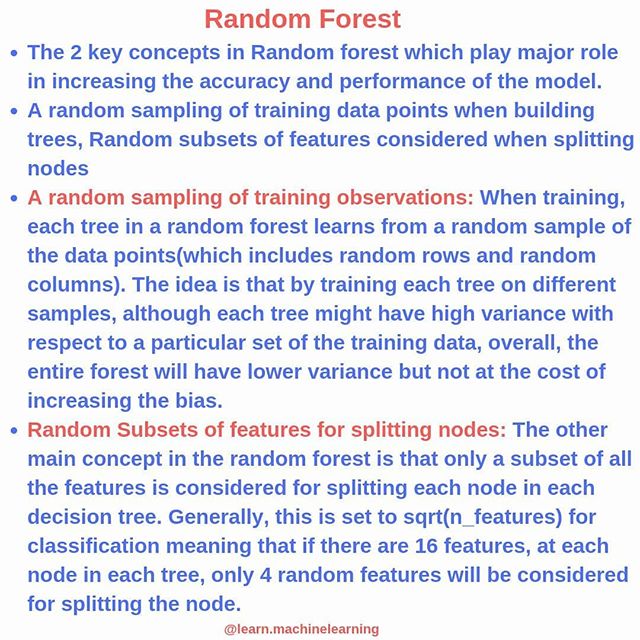 Random Forest
• The 2 key concepts in Random forest which play major role
in increasing the accuracy and performance of the model.
• A random sampling of training data points when building
trees, Random subsets of features considered when splitting
nodes
• A random sampling of training observations: When training,
each tree in a random forest learns from a random sample of
the data points(which includes random rows and random
columns). The idea is that by training each tree on different
samples, although each tree might have high variance with
respect to a particular set of the training data, overall, the
entire forest will have lower variance but not at the cost of
increasing the bias.
• Random Subsets of features for splitting nodes: The other
main concept in the random forest is that only a subset of all
the features is considered for splitting each node in each
decision tree. Generally, this is set to sqrt(n_features) for
classification meaning that if there are 16 features, at each
node in each tree, only 4 random features will be considered
for splitting the node.
@learn.machinelearning